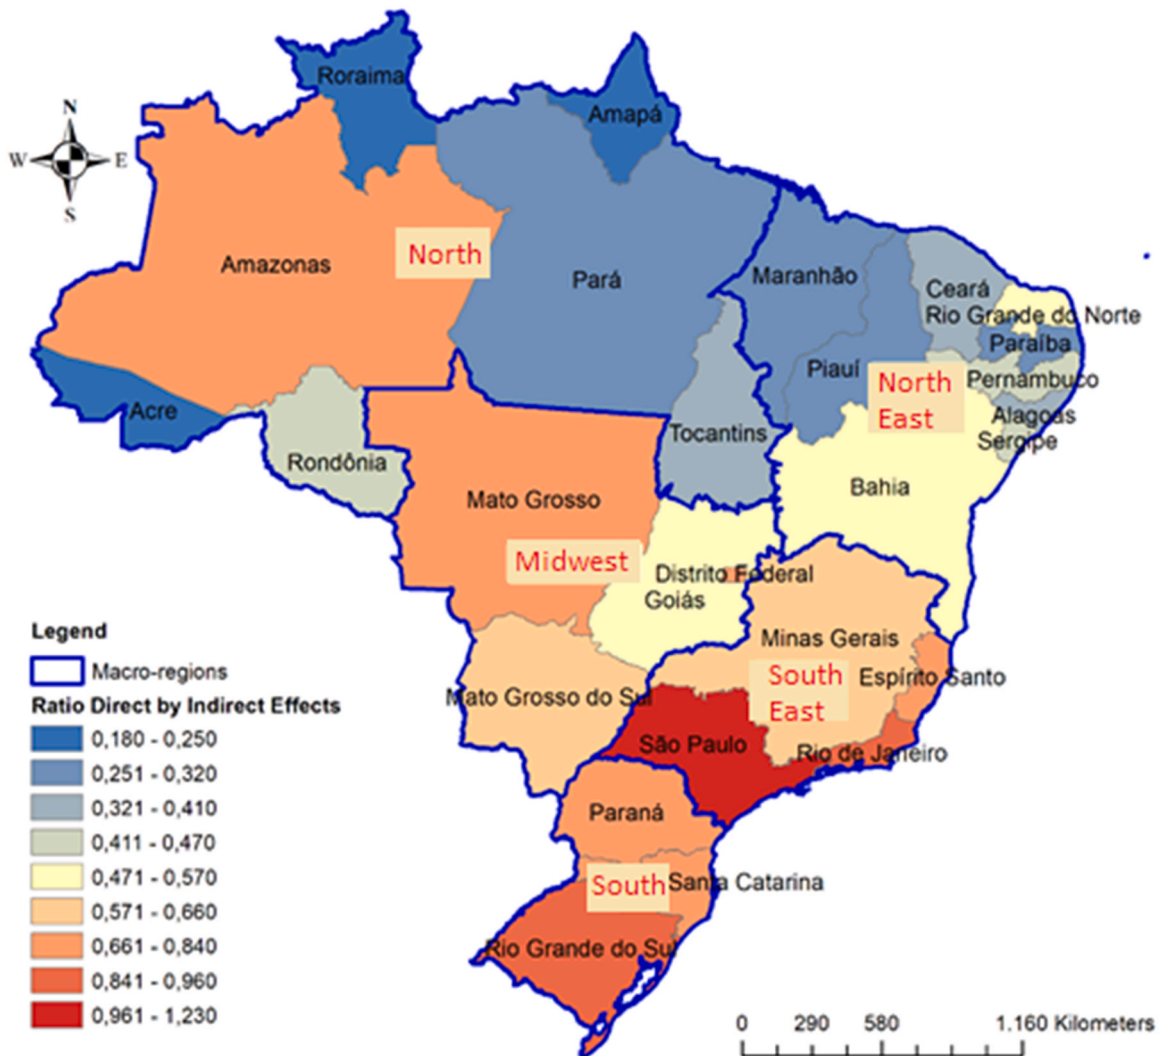 Roraima
Amapá
N
W
E
S
Amazonas
North
Pará
Maranhão
Ceará
Rio Grande do Norte
Paraíba
Piauí
North
East
Pernambuco
Acre
Alagoas
Tocantins
Sergipe
Rondônia
Bahia
Mato Grosso
Midwest
Distrito Federal
Goiás
Minas Gerais
South
East
Espírito Santo
Mato Grosso do Sul
São Paulo
Rio de Janeiro
Paraná
South
Santa Catarina
Rio Grande do Sul
Legend
Macro-regions
Ratio Direct by Indirect Effects
0,180 - 0,250
0,251 - 0,320
0,321 - 0,410
0,411 - 0,470
0,471 - 0,570
0,571 - 0,660
0,661 - 0,840
0,841 - 0,960
0,961 - 1,230
0 290 580 1.160 Kilometers